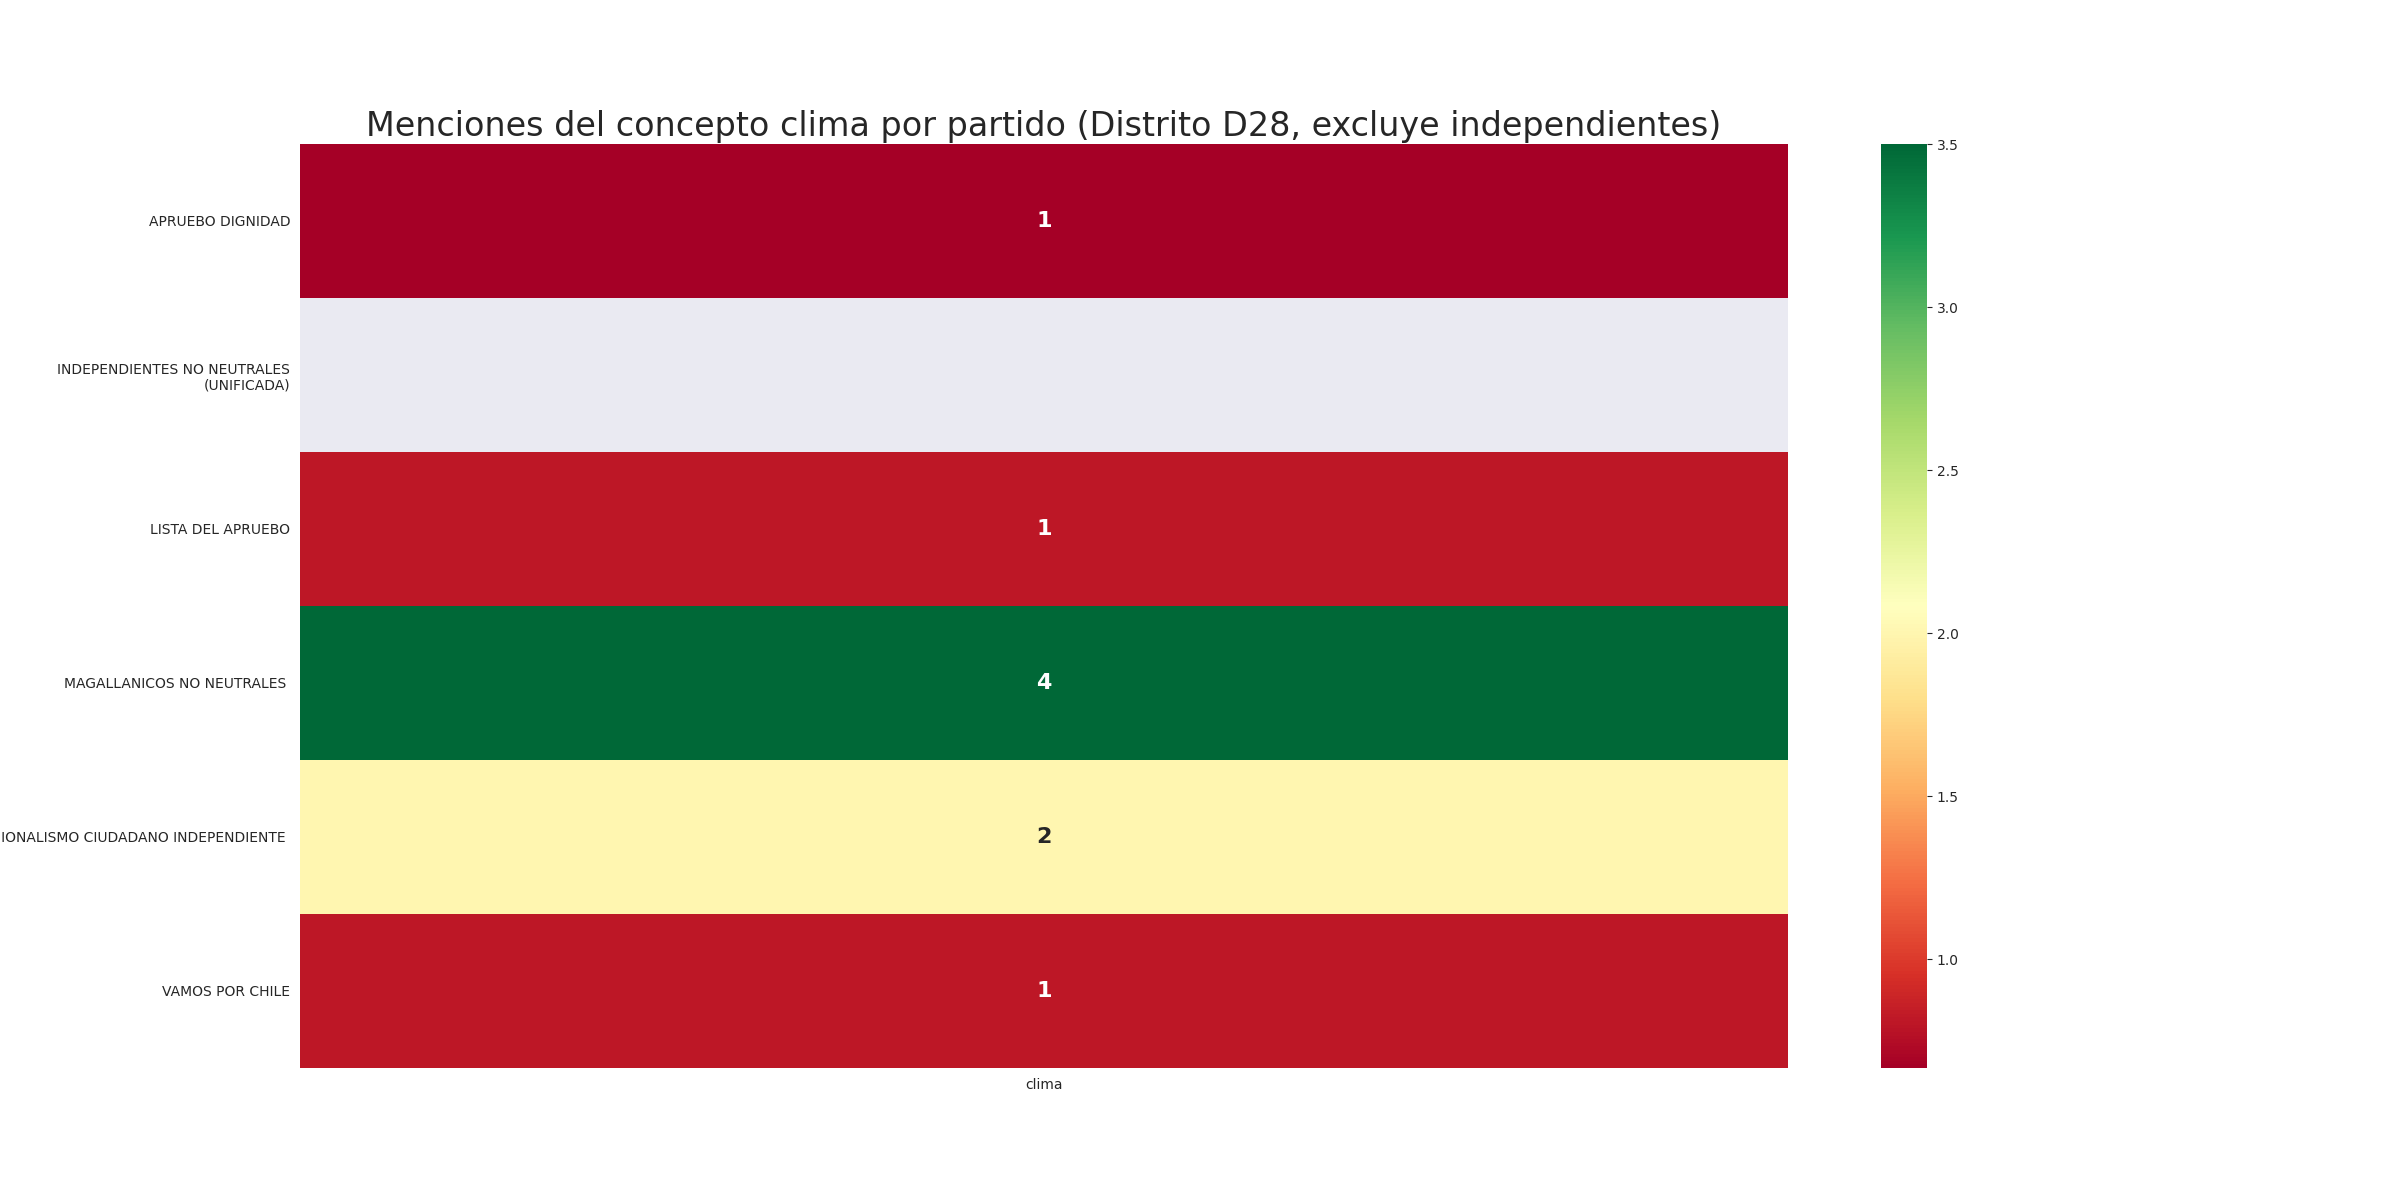 Menciones del concepto clima por partido (Distrito D28, excluye independientes)
APRUEBO DIGNIDAD
1
INDEPENDIENTES NO NEUTRALES
(UNIFICADA)
LISTA DEL APRUEBO
1
MAGALLANICOS NO NEUTRALES
4
IONALISMO CIUDADANO INDEPENDIENTE
2
VAMOS POR CHILE
1
clima
3.5
3.0
2.5
2.0
1.5
1.0